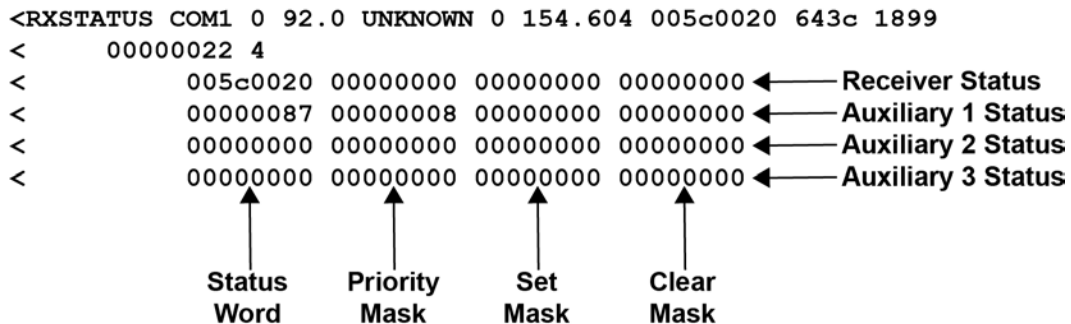 <RXSTATUS COM1 0 92.0 UNKNOWN 0 154.604 005c0020 643c 1899
< 00000022 4
< 005c0020 00000000 00000000 00000000 Receiver Status
< 00000087 00000008 00000000 00000000 Auxiliary 1 Status
< 00000000 00000000 00000000 00000000 Auxiliary 2 Status
< 00000000 00000000 00000000 00000000 Auxiliary 3 Status
Status Priority Set Clear
Word Mask Mask Mask